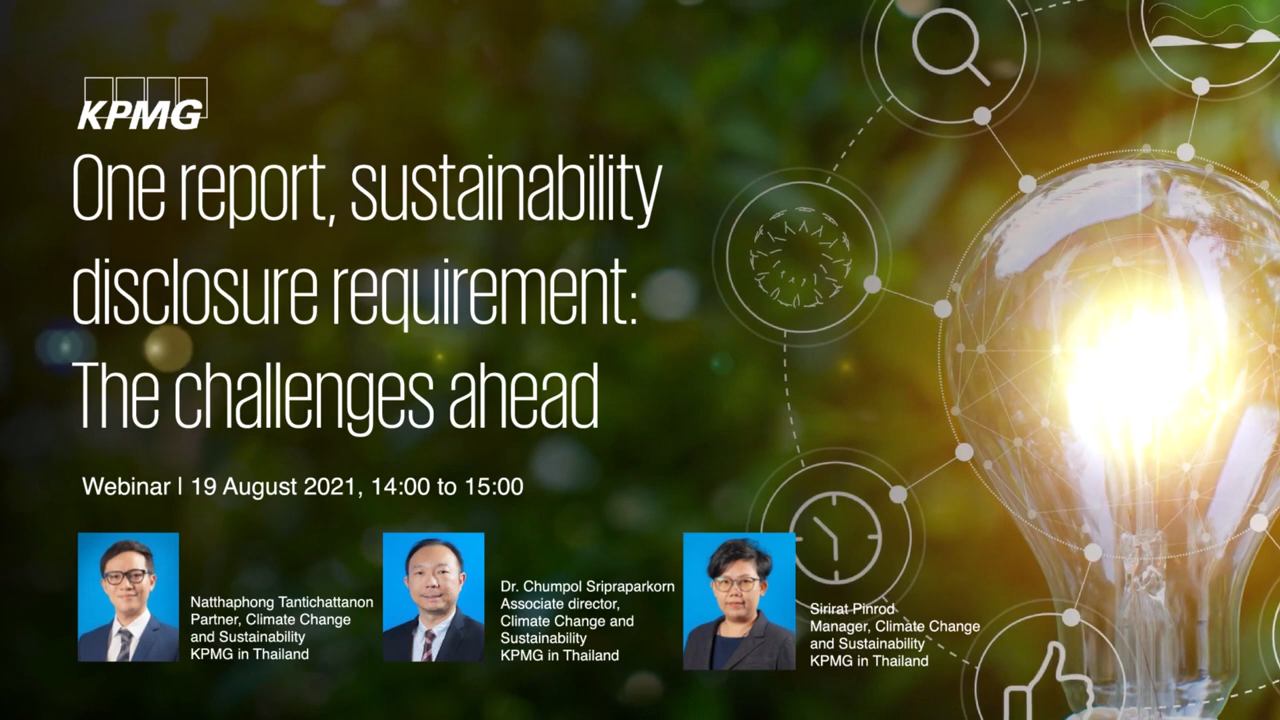 KPMG
One report, sustainability
disclosure requirement:
The challenges ahead
Webinar | 19 August 2021, 14:00 to 15:00
Natthaphong Tantichattanon
Partner, Climate Change
and Sustainability
KPMG in Thailand
Dr. Chumpol Sripraparkorn
Associate director,
Climate Change and
Sustainability
KPMG in Thailand
Sirirat Pinrod
Manager, Climate Change
and Sustainability
KPMG in Thailand